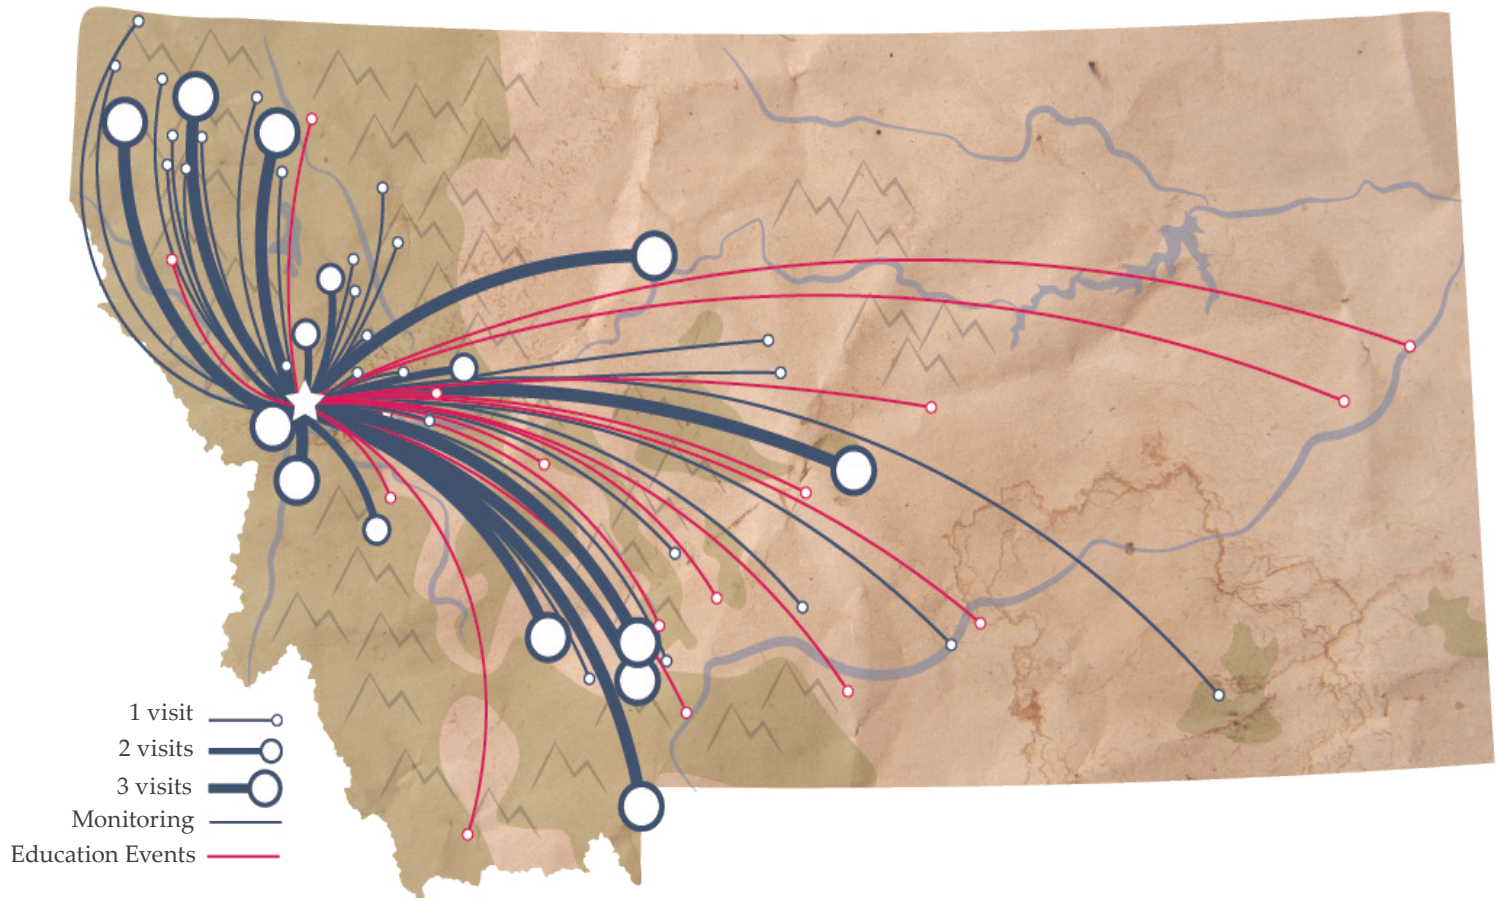 1 visit
2 visits
3 visits
Monitoring
Education Events